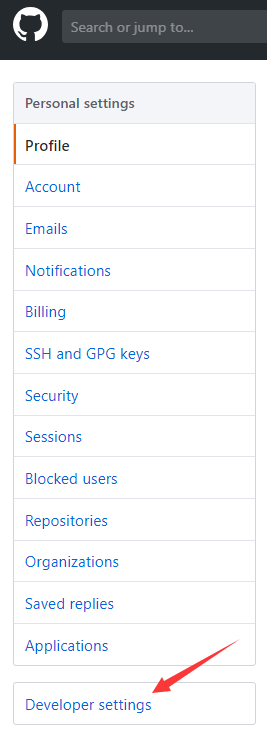 Search or jump to...
Personal settings
Profile
Account
Emails
Notifications
Billing
SSH and GPG keys
Security
Sessions
Blocked users
Repositories
Organizations
Saved replies
Applications
Developer settings